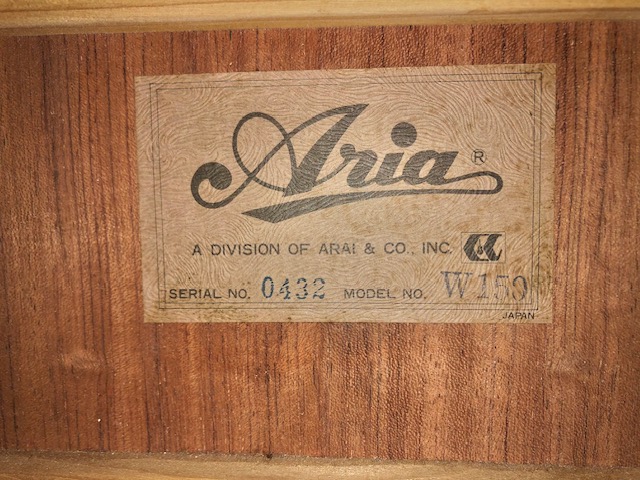 Aria ®
A DIVISION OF ARAI & CO., INC.
SERIAL NO. 0432 MODEL NO. W150
JAPAN